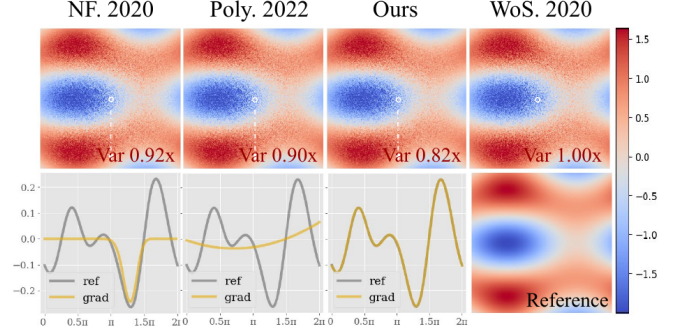 NF. 2020 Poly. 2022 Ours WoS. 2020
Var 0.92x Var 0.90x Var 0.82x Var 1.00x
1.5
1.0
0.5
0.0
−0.5
−1.0
−1.5
0.2
0.1
0.0
−0.1
−0.2
ref
grad
0 0.5π π 1.5π 2π
ref
grad
0 0.5π π 1.5π 2π
ref
grad
0 0.5π π 1.5π 2π
Reference